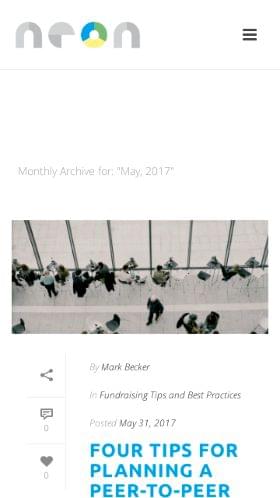 neon
Monthly Archive for: "May, 2017"
By Mark Becker
In Fundraising Tips and Best Practices
0
Posted May 31, 2017
FOUR TIPS FOR
PLANNING A
0
PEER-TO-PEER